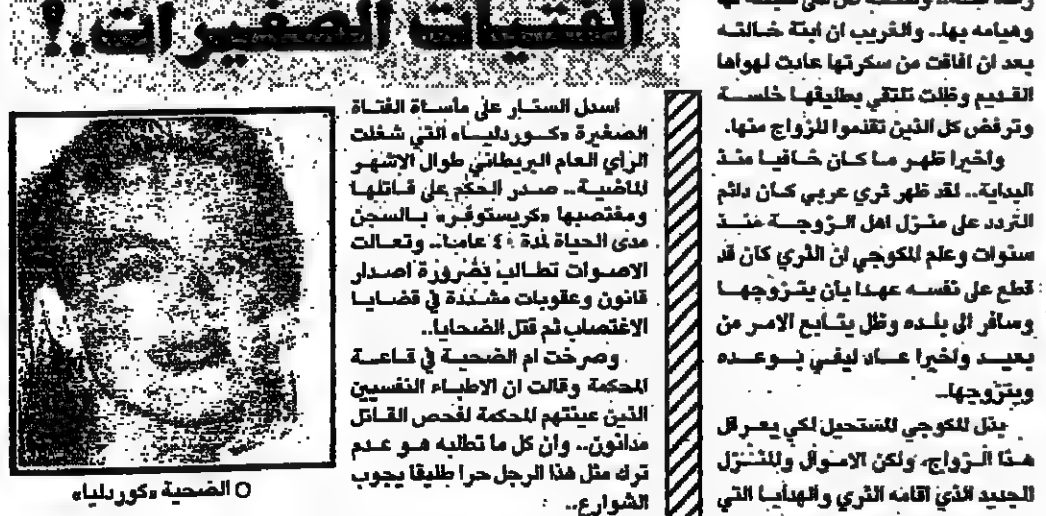 الفتيات الصغيرات.!
وهيامه بها.. والغريب ان ابنة خالته
بعد ان افاقت من سكرتها عادت لهواها
القديم وظلت تلتقي بطليقها خلسة
وترفض كل الذين تقدموا للزواج منها.
واخيرا ظهر ما كان خافيا منذ
البداية.. لقد ظهر ثري عربي كان دائم
التردد على منزل اهل الزوجة منذ
سنوات وعلم المكوجي ان الثري كان قد
قطع على نفسه عهدا بأن يتزوجها
وسافر الى بلده وظل يتابع الامر من
بعيد واخيرا عاد ليفي بوعده
ويتزوجها..
بذل المكوجي المستحيل لكي يعرقل
هذا الزواج، ولكن الاموال والمنزل
الجديد الذي اقامه الثري والهدايا التي
اسدل الستار على مأساة الفتاة
الصغيرة «كورديليا» التي شغلت
الرأي العام البريطاني طوال الاشهر
الماضية.. صدر الحكم على قاتلها
ومغتصبها «كريستوفر» بالسجن
مدى الحياة لمدة ٤٠ عاما.. وتعالت
الاصوات تطالب بضرورة اصدار
قانون وعقوبات مشددة في قضايا
الاغتصاب ثم قتل الضحايا..
وصرخت ام الضحية في قاعة
المحكمة وقالت ان الاطباء النفسيين
الذين عينتهم المحكمة لفحص القاتل
مدانون.. وان كل ما تطلبه هو عدم
ترك مثل هذا الرجل حرا طليقا يجوب
الشوارع..
الضحية «كورديليا»